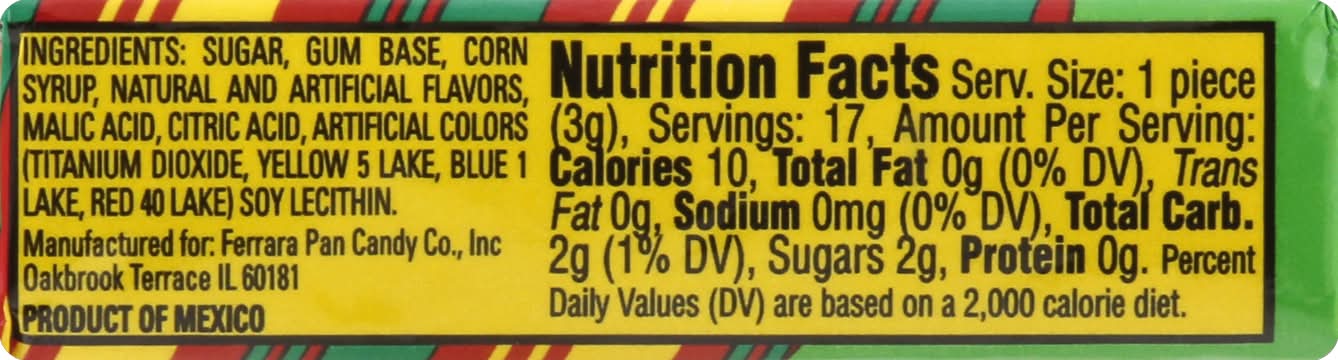 INGREDIENTS: SUGAR, GUM BASE, CORN
SYRUP, NATURAL AND ARTIFICIAL FLAVORS,
MALIC ACID, CITRIC ACID, ARTIFICIAL COLORS
(TITANIUM DIOXIDE, YELLOW 5 LAKE, BLUE 1
LAKE, RED 40 LAKE) SOY LECITHIN.
Manufactured for: Ferrara Pan Candy Co., Inc
Oakbrook Terrace IL 60181
PRODUCT OF MEXICO
Nutrition Facts Serv. Size: 1 piece
(3g), Servings: 17, Amount Per Serving:
Calories 10, Total Fat 0g (0% DV), Trans
Fat 0g, Sodium 0mg (0% DV), Total Carb.
2g (1% DV), Sugars 2g, Protein 0g. Percent
Daily Values (DV) are based on a 2,000 calorie diet.